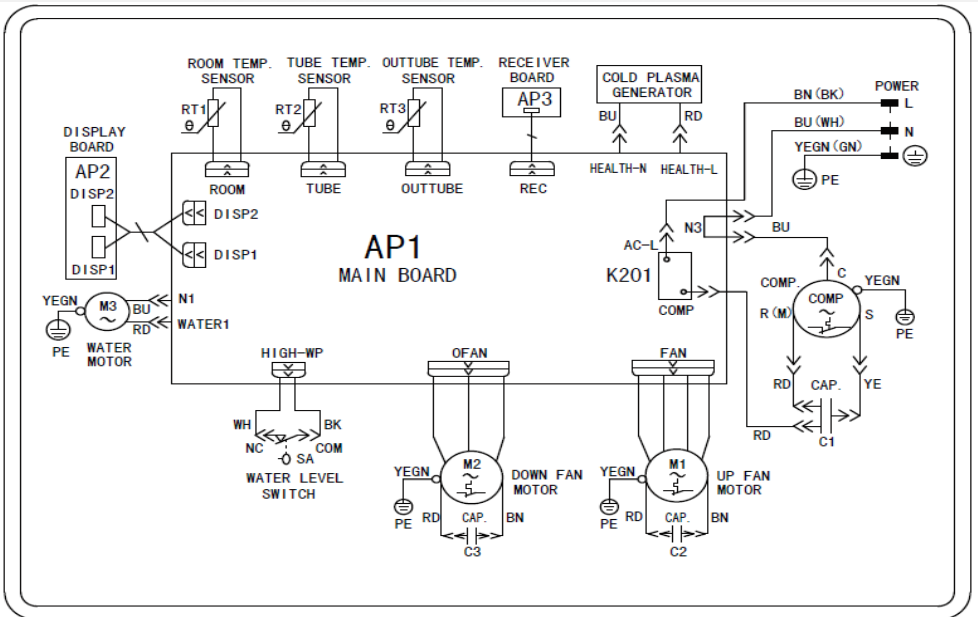 ROOM TEMP.
SENSOR
TUBE TEMP.
SENSOR
OUTTUBE TEMP.
SENSOR
RECEIVER
BOARD
COLD PLASMA
GENERATOR
POWER
RT1
θ
RT2
θ
RT3
θ
AP3
BU
RD
BN(BK)
L
BU(WH)
N
YEGN(GN)
PE
DISPLAY
BOARD
AP2
DISP2
DISP1
ROOM
TUBE
OUTTUBE
REC
HEALTH-N
HEALTH-L
DISP2
DISP1
AP1
MAIN BOARD
AC-L
K201
COMP
N3
BU
C
COMP.
COMP
YEGN
R(M)
S
PE
YEGN
M3
BU
RD
N1
WATER1
PE
WATER
MOTOR
HIGH-WP
OFAN
FAN
RD
CAP.
YE
C1
RD
WH
BK
NC
COM
SA
WATER LEVEL
SWITCH
YEGN
M2
DOWN FAN
MOTOR
PE
RD
CAP.
BN
C3
YEGN
M1
UP FAN
MOTOR
PE
RD
CAP.
BN
C2